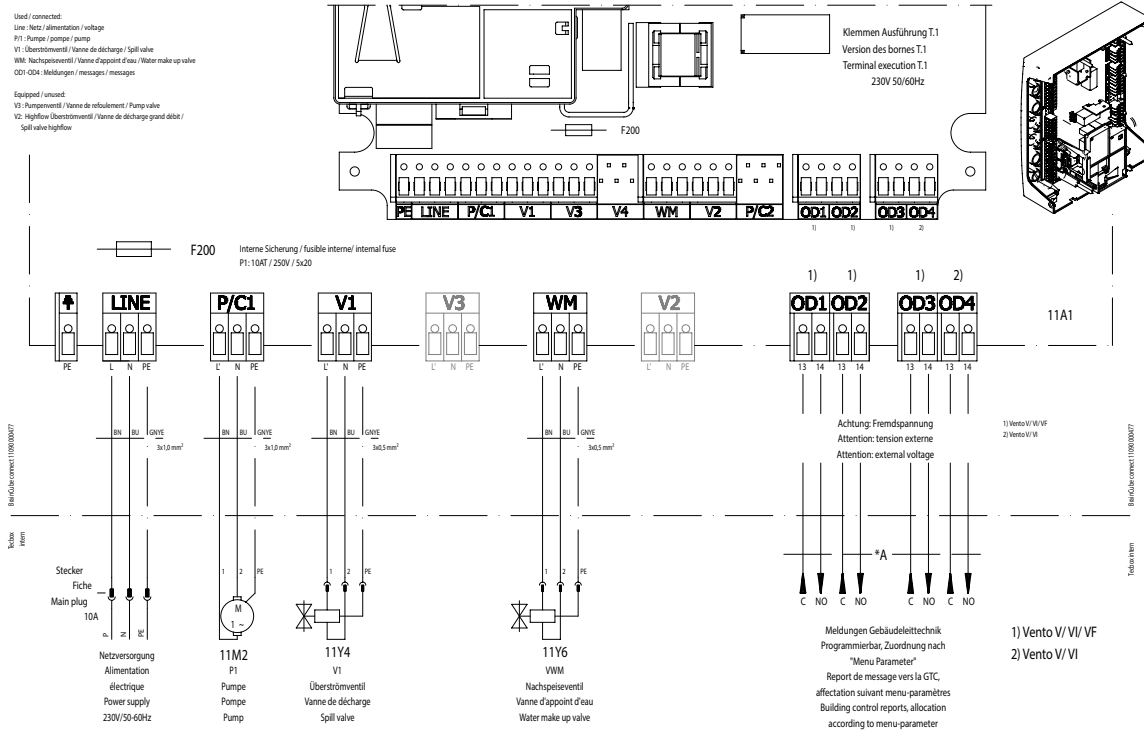 Used / connected:
Line : Netz / alimentation / voltage
P/1 : Pumpe / pompe / pump
V1 : Überströmventil / Vanne de décharge / Spill valve
WM: Nachspeiseventil / Vanne d'appoint d'eau / Water make up valve
OD1-OD4 : Meldungen / messages / messages
Equipped / unused:
V3 : Pumpenventil / Vanne de refoulement / Pump valve
V2: Highflow Überströmventil / Vanne de décharge grand débit /
Spill valve highflow
Klemmen Ausführung T.1
Version des bornes T.1
Terminal execution T.1
230V 50/60Hz
F200
PE LINE P/C1 V1 V3 V4 WM V2 P/C2 OD1 OD2 OD3 OD4
1) 1) 1) 2)
F200
Interne Sicherung / fusible interne/ internal fuse
P1: 10AT / 250V / 5x20
1) 1) 1) 2)
LINE P/C1 V1 V3 WM V2 OD1 OD2 OD3 OD4
11A1
PE L N PE L' N PE L' N PE L' N PE L' N PE L' N PE 13 14 13 14 13 14 13 14
BN BU GNYE BN BU GNYE BN BU GNYE BN BU GNYE
3x1,0 mm² 3x1,0 mm² 3x0,5 mm² 3x0,5 mm²
Achtung: Fremdspannung
Attention: tension externe
Attention: external voltage
1) Vento V/ VI/ VF
2) Vento V/ VI
BrainCube connect 11090000477
BrainCube connect 11090000477
Tecbox
intern
Tecbox intern
Stecker
Fiche
Main plug
10A
P N PE
1 2 PE
M
1 ~
1 2 PE
1 2 PE
*A
C NO C NO C NO C NO
Netzversorgung
Alimentation
électrique
Power supply
230V/50-60Hz
11M2
P1
Pumpe
Pompe
Pump
11Y4
V1
Überströmventil
Vanne de décharge
Spill valve
11Y6
VWM
Nachspeiseventil
Vanne d'appoint d'eau
Water make up valve
Meldungen Gebäudeleittechnik
Programmierbar, Zuordnung nach
"Menu Parameter"
Report de message vers la GTC,
affectation suivant menu-paramètres
Building control reports, allocation
according to menu-parameter
1) Vento V/ VI/ VF
2) Vento V/ VI